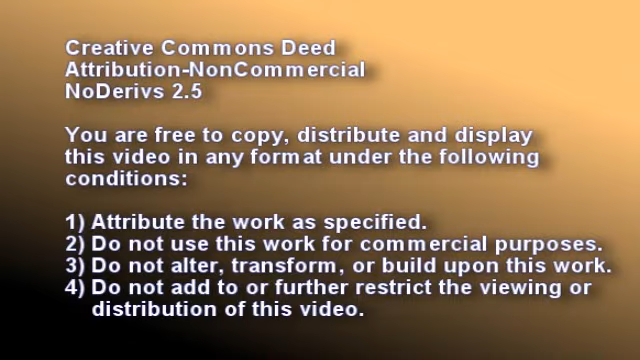 Creative Commons Deed
Attribution-NonCommercial
NoDerivs 2.5
You are free to copy, distribute and display
this video in any format under the following
conditions:
1) Attribute the work as specified.
2) Do not use this work for commercial purposes.
3) Do not alter, transform, or build upon this work.
4) Do not add to or further restrict the viewing or
distribution of this video.